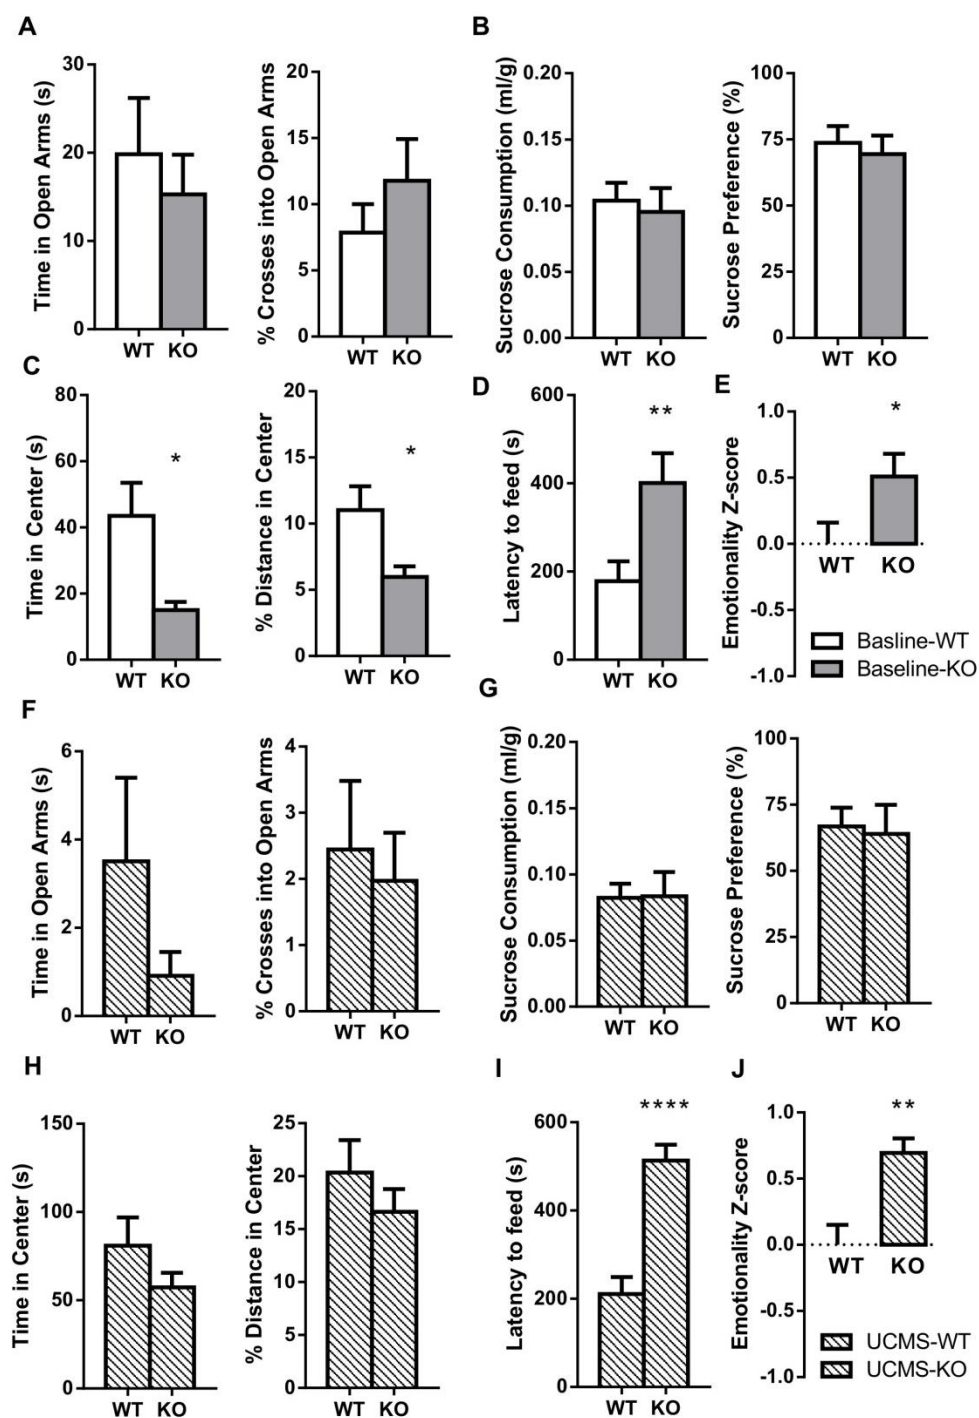 A
Time in Open Arms (s)
30
20
10
0
WT KO
% Crosses into Open Arms
20
15
10
5
0
WT KO
B
Sucrose Consumption (ml/g)
0.20
0.15
0.10
0.05
0.00
WT KO
Sucrose Preference (%)
100
75
50
25
0
WT KO
C
Time in Center (s)
80
60
40
20
0
*
WT KO
% Distance in Center
20
15
10
5
0
*
WT KO
D
Latency to feed (s)
600
400
200
0
**
WT KO
E
Emotionality Z-score
1.0
0.5
0.0
-0.5
-1.0
*
WT KO
Basline-WT
Baseline-KO
F
Time in Open Arms (s)
6
4
2
0
WT KO
% Crosses into Open Arms
4
3
2
1
0
WT KO
G
Sucrose Consumption (ml/g)
0.20
0.15
0.10
0.05
0.00
WT KO
Sucrose Preference (%)
100
75
50
25
0
WT KO
H
Time in Center (s)
150
100
50
0
WT KO
% Distance in Center
25
20
15
10
5
0
WT KO
I
Latency to feed (s)
600
400
200
0
****
WT KO
J
Emotionality Z-score
1.0
0.5
0.0
-0.5
-1.0
**
WT KO
UCMS-WT
UCMS-KO